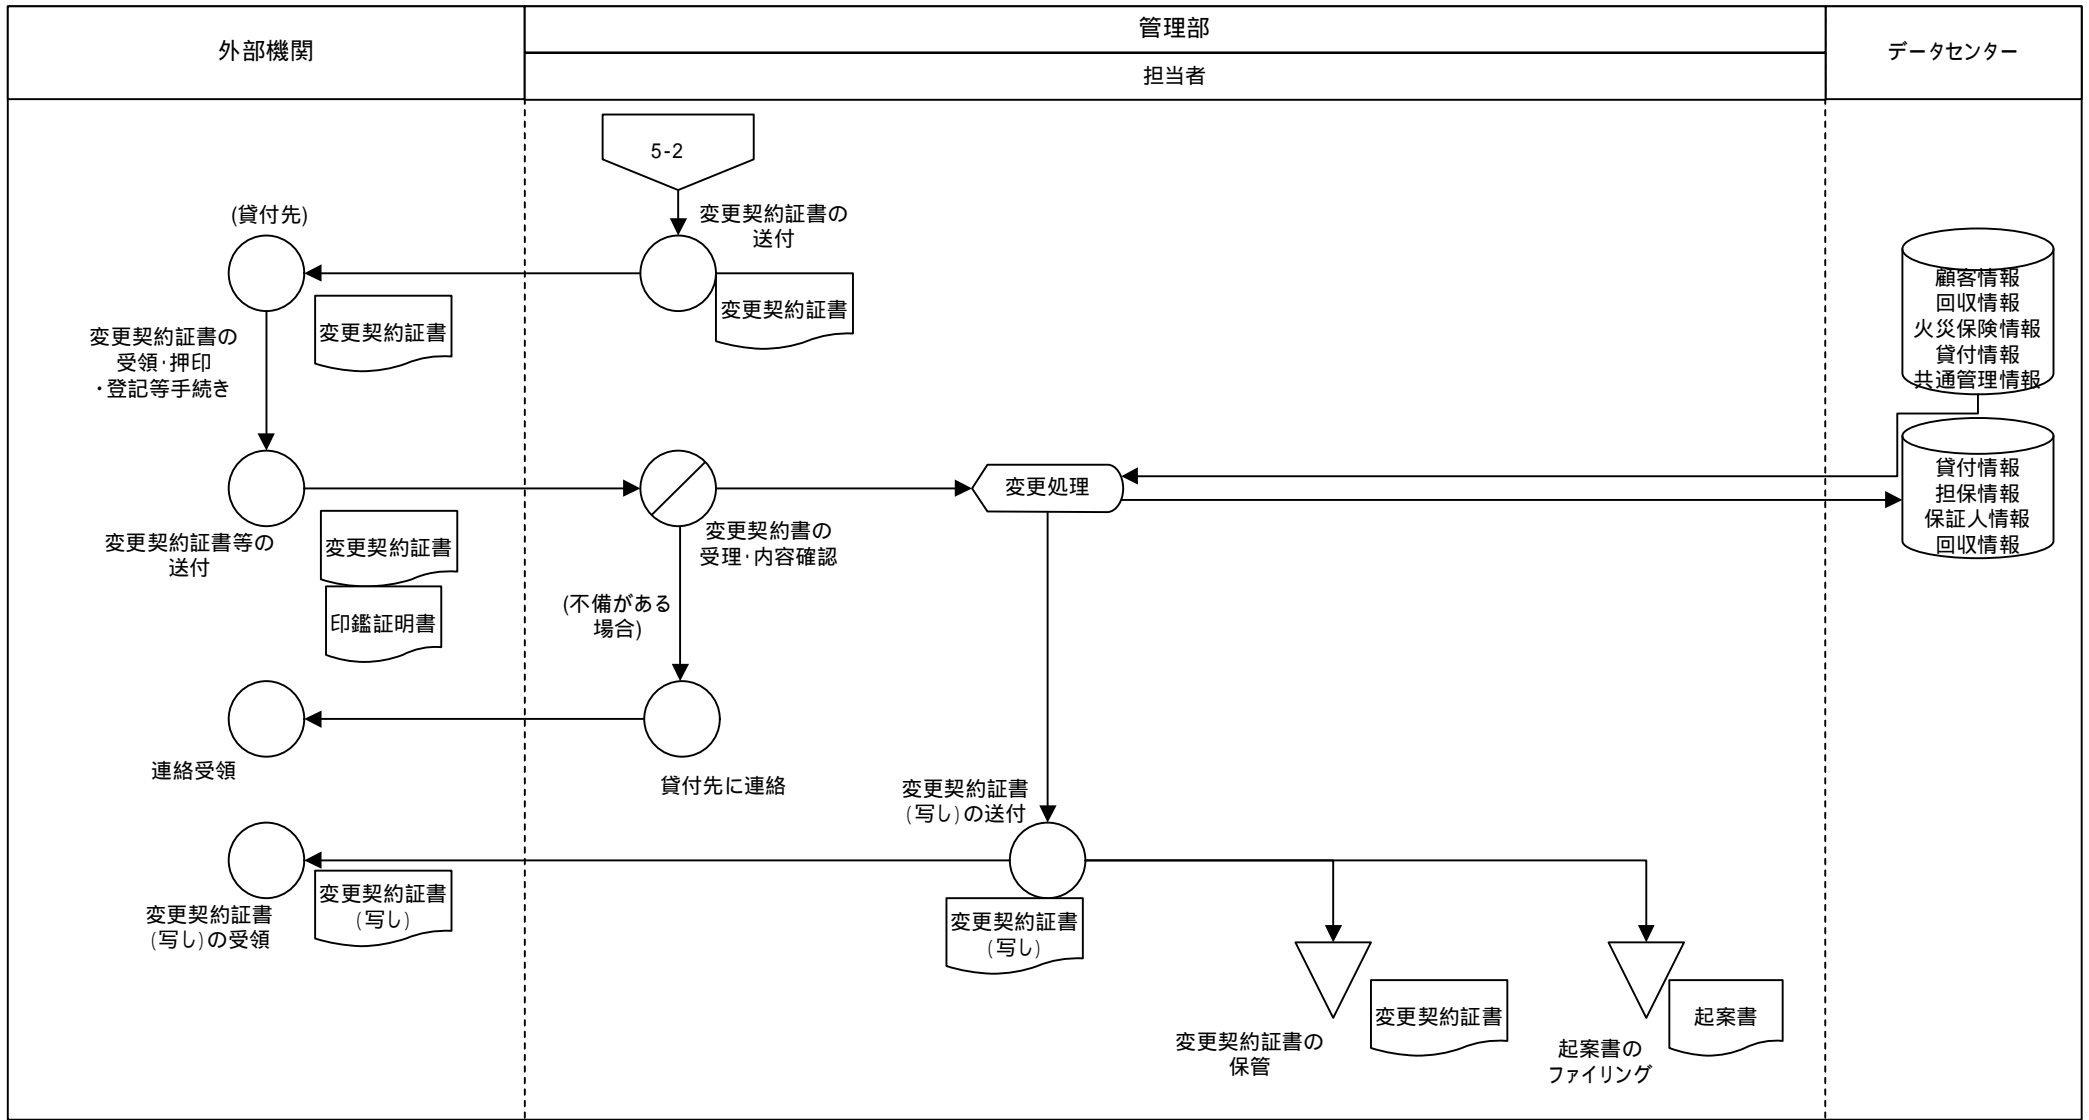 外部機関
管理部
担当者
データセンター
5-2
(貸付先)
変更契約証書の
送付
変更契約証書
変更契約証書
変更契約証書の
受領・押印
・登記等手続き
顧客情報
回収情報
火災保険情報
貸付情報
共通管理情報
変更契約証書等の
送付
変更契約証書
印鑑証明書
変更契約書の
受理・内容確認
変更処理
貸付情報
担保情報
保証人情報
回収情報
(不備がある
場合)
連絡受領
貸付先に連絡
変更契約証書
(写し)の送付
変更契約証書
(写し)の受領
変更契約証書
(写し)
変更契約証書
(写し)
変更契約証書の
保管
変更契約証書
起案書の
ファイリング
起案書